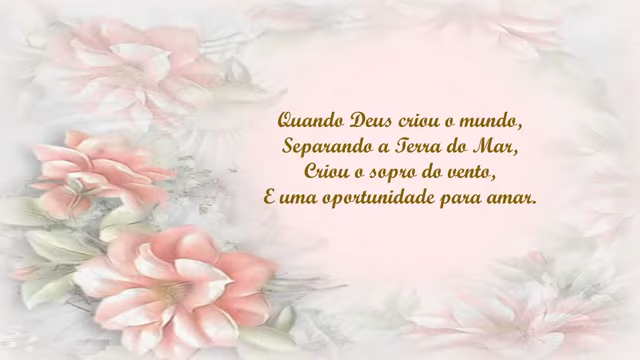 Quando Deus criou o mundo,
Separando a Terra do Mar,
Criou o sopro do vento,
E uma oportunidade para amar.